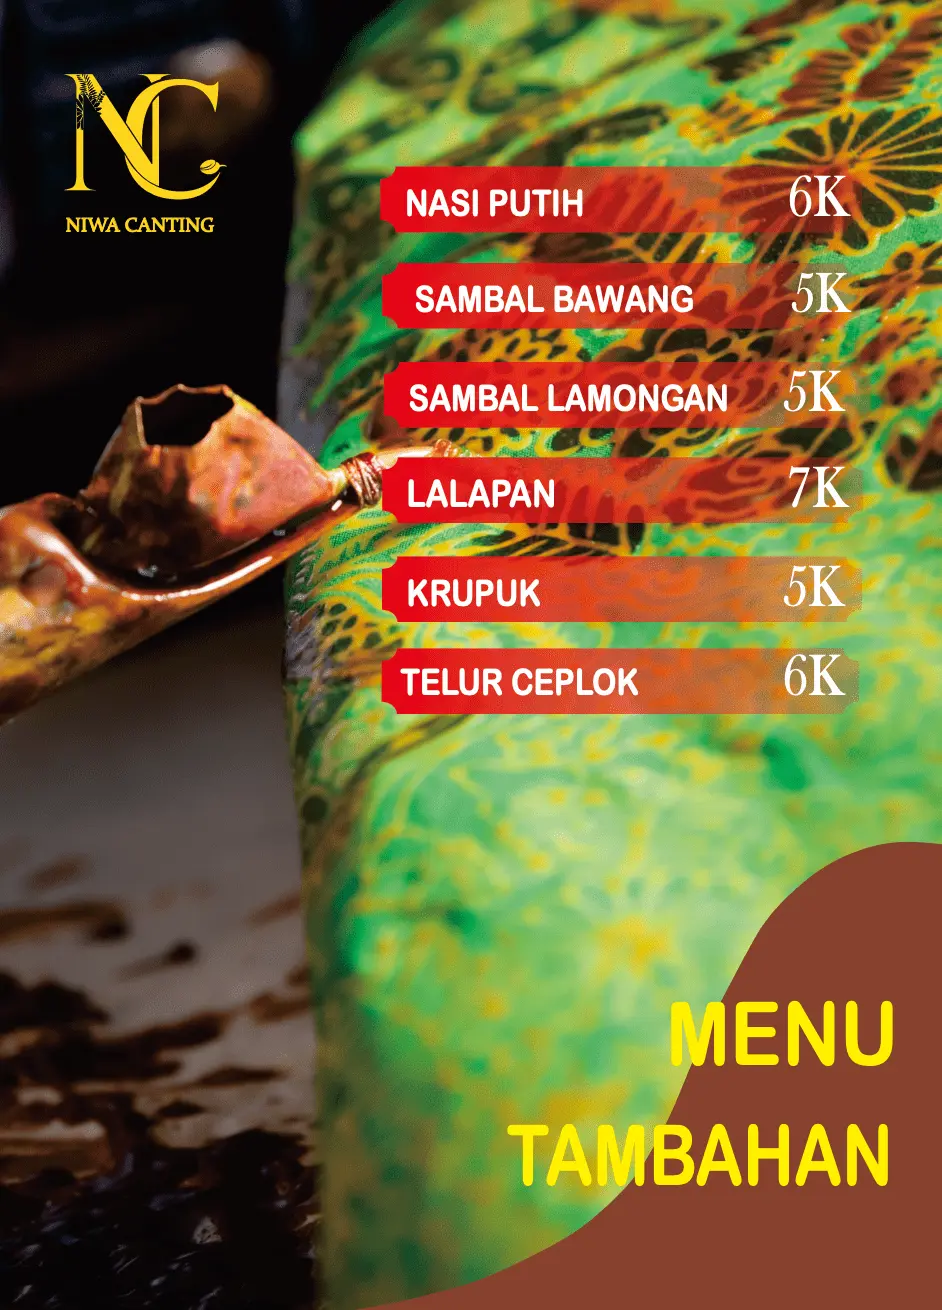 NC
NIWA CANTING
NASI PUTIH 6K
SAMBAL BAWANG 5K
SAMBAL LAMONGAN 5K
LALAPAN 7K
KRUPUK 5K
TELUR CEPLOK 6K
MENU
TAMBAHAN